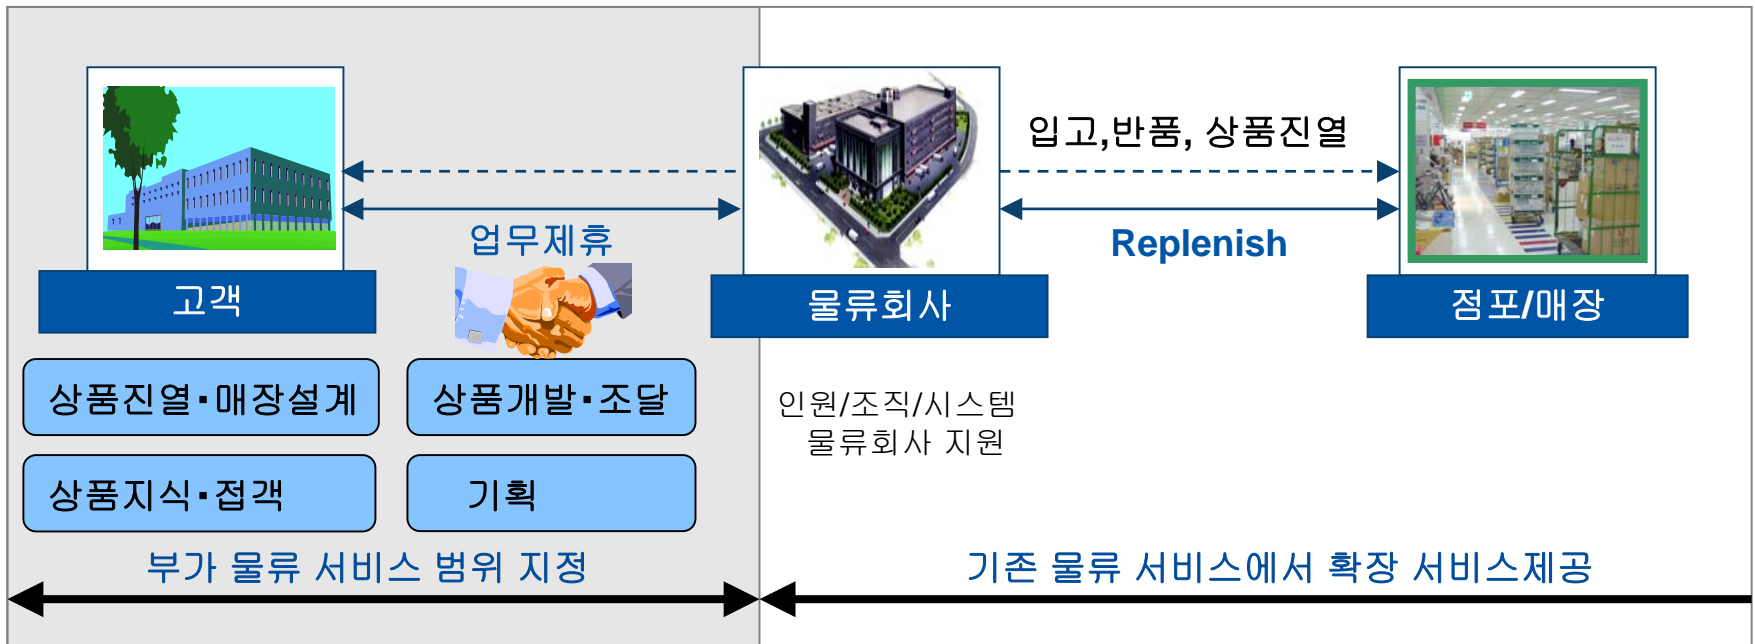 입고,반품, 상품진열
업무제휴
Replenish
고객
물류회사
점포/매장
상품진열▪매장설계
상품개발▪조달
인원/조직/시스템
물류회사 지원
상품지식▪접객
기획
부가 물류 서비스 범위 지정
기존 물류 서비스에서 확장 서비스제공